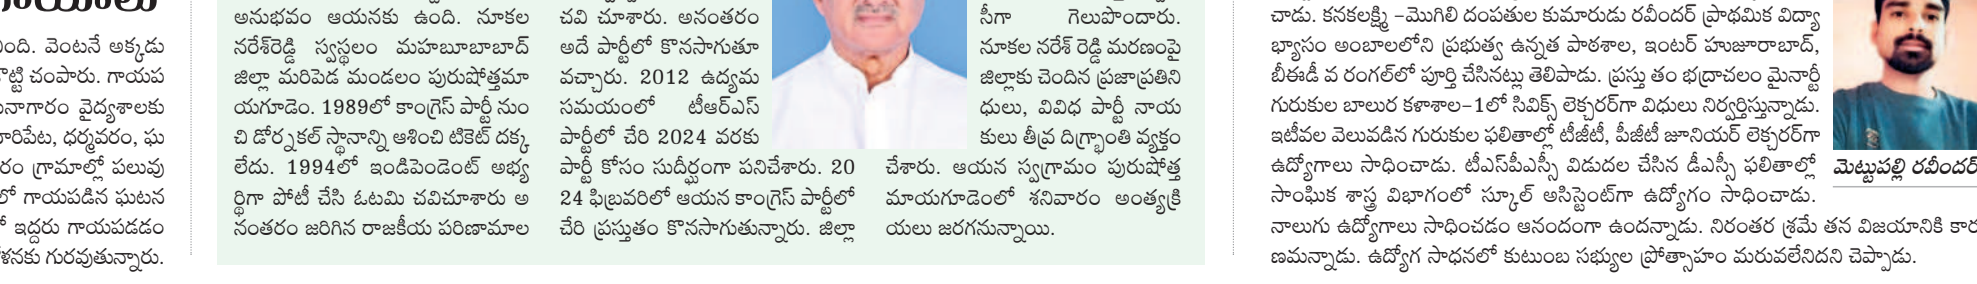 వెంటనే అక్కడు
చంపారు. గాయప
వైద్యశాలకు
ధర్మవరం, ఘ
గ్రామాల్లో పలువు
లో గాయపడిన ఘటన
ఇద్దరు గాయపడడం
గురవుతున్నారు.
అనుభవం ఆయనకు ఉంది. నూకల
నరేశ్‌రెడ్డి స్వస్థలం మహబూబాబాద్
జిల్లా మరిపెడ మండలం పురుషోత్తమా
యగూడెం. 1989లో కాంగ్రెస్ పార్టీ నుం
చి డోర్నకల్ స్థానాన్ని ఆశించి టికెట్ దక్క
లేదు. 1994లో ఇండిపెండెంట్ అభ్య
ర్థిగా పోటీ చేసి ఓటమి చవిచూశారు అ
నంతరం జరిగిన రాజకీయ పరిణామాల
చవి చూశారు. అనంతరం
అదే పార్టీలో కొనసాగుతూ
వచ్చారు. 2012 ఉద్యమ
సమయంలో టీఆర్ఎస్
పార్టీలో చేరి 2024 వరకు
పార్టీ కోసం సుదీర్ఘంగా పనిచేశారు. 20
24 ఫిబ్రవరిలో ఆయన కాంగ్రెస్ పార్టీలో
చేరి ప్రస్తుతం కొనసాగుతున్నారు. జిల్లా
సీగా గెలుపొందారు.
నూకల నరేశ్ రెడ్డి మరణంపై
జిల్లాకు చెందిన ప్రజాప్రతిని
ధులు, వివిధ పార్టీ నాయ
కులు తీవ్ర దిగ్భ్రాంతి వ్యక్తం
చేశారు. ఆయన స్వగ్రామం పురుషోత్త
మాయగూడెంలో శనివారం అంత్యక్రి
యలు జరగనున్నాయి.
చాడు. కనకలక్ష్మి -మొగిలి దంపతుల కుమారుడు రవీందర్ ప్రాథమిక విద్యా
భ్యాసం అంబాలలోని ప్రభుత్వ ఉన్నత పాఠశాల, ఇంటర్ హుజూరాబాద్,
బీఈడీ వ రంగల్‌లో పూర్తి చేసినట్లు తెలిపాడు. ప్రస్తు తం భద్రాచలం మైనార్టీ
గురుకుల బాలుర కళాశాల-1లో సివిక్స్ లెక్చరర్‌గా విధులు నిర్వర్తిస్తున్నాడు.
ఇటీవల వెలువడిన గురుకుల ఫలితాల్లో టీజీటీ, పీజీటీ జూనియర్ లెక్చరర్‌గా
ఉద్యోగాలు సాధించాడు. టీఎస్‌పీఎస్సీ విడుదల చేసిన డీఎస్సీ ఫలితాల్లో
సాంఘిక శాస్త్ర విభాగంలో స్కూల్ అసిస్టెంట్‌గా ఉద్యోగం సాధించాడు.
నాలుగు ఉద్యోగాలు సాధించడం ఆనందంగా ఉందన్నాడు. నిరంతర శ్రమే తన విజయానికి కార
ణమన్నాడు. ఉద్యోగ సాధనలో కుటుంబ సభ్యుల ప్రోత్సాహం మరువలేనిదని చెప్పాడు.
మెట్టుపల్లి రవీందర్